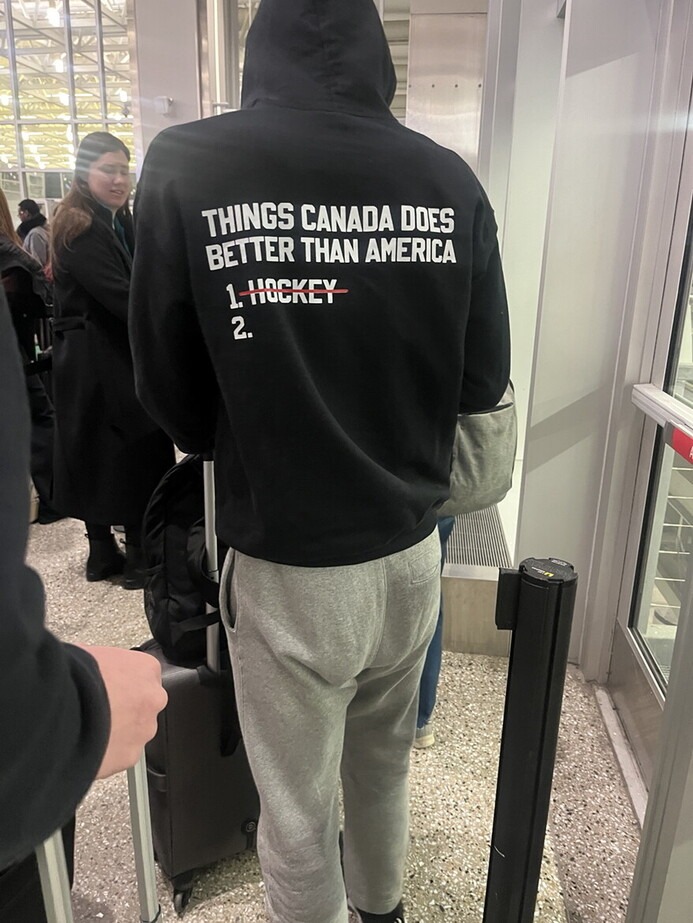 THINGS CANADA DOES
BETTER THAN AMERICA
1. HOCKEY
2.